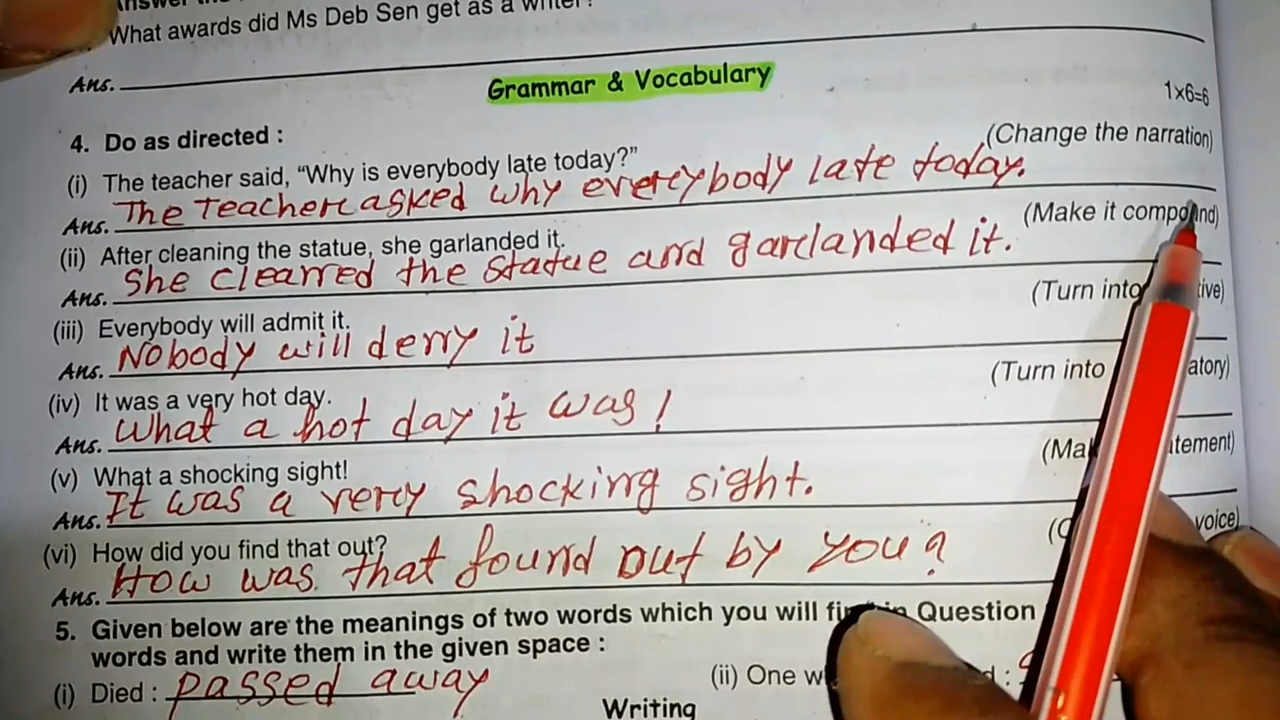 What awards did Ms Deb Sen get as a writer?
Ans.
Grammar & Vocabulary
4. Do as directed : 1×6=6
(i) The teacher said, "Why is everybody late today?" (Change the narration)
Ans. The Teacher asked why everybody late today.
(ii) After cleaning the statue, she garlanded it. (Make it compound)
Ans. She cleaned the statue and garlanded it.
(iii) Everybody will admit it. (Turn into
Ans. Nobody will deny it
(iv) It was a very hot day. (Turn into
Ans. What a hot day it was!
(v) What a shocking sight!
Ans. It was a very shocking sight.
(vi) How did you find that out? voice)
Ans. How was that found out by you?
5. Given below are the meanings of two words which you will find in Question
words and write them in the given space :
(i) Died : passed away (ii) One
Writing